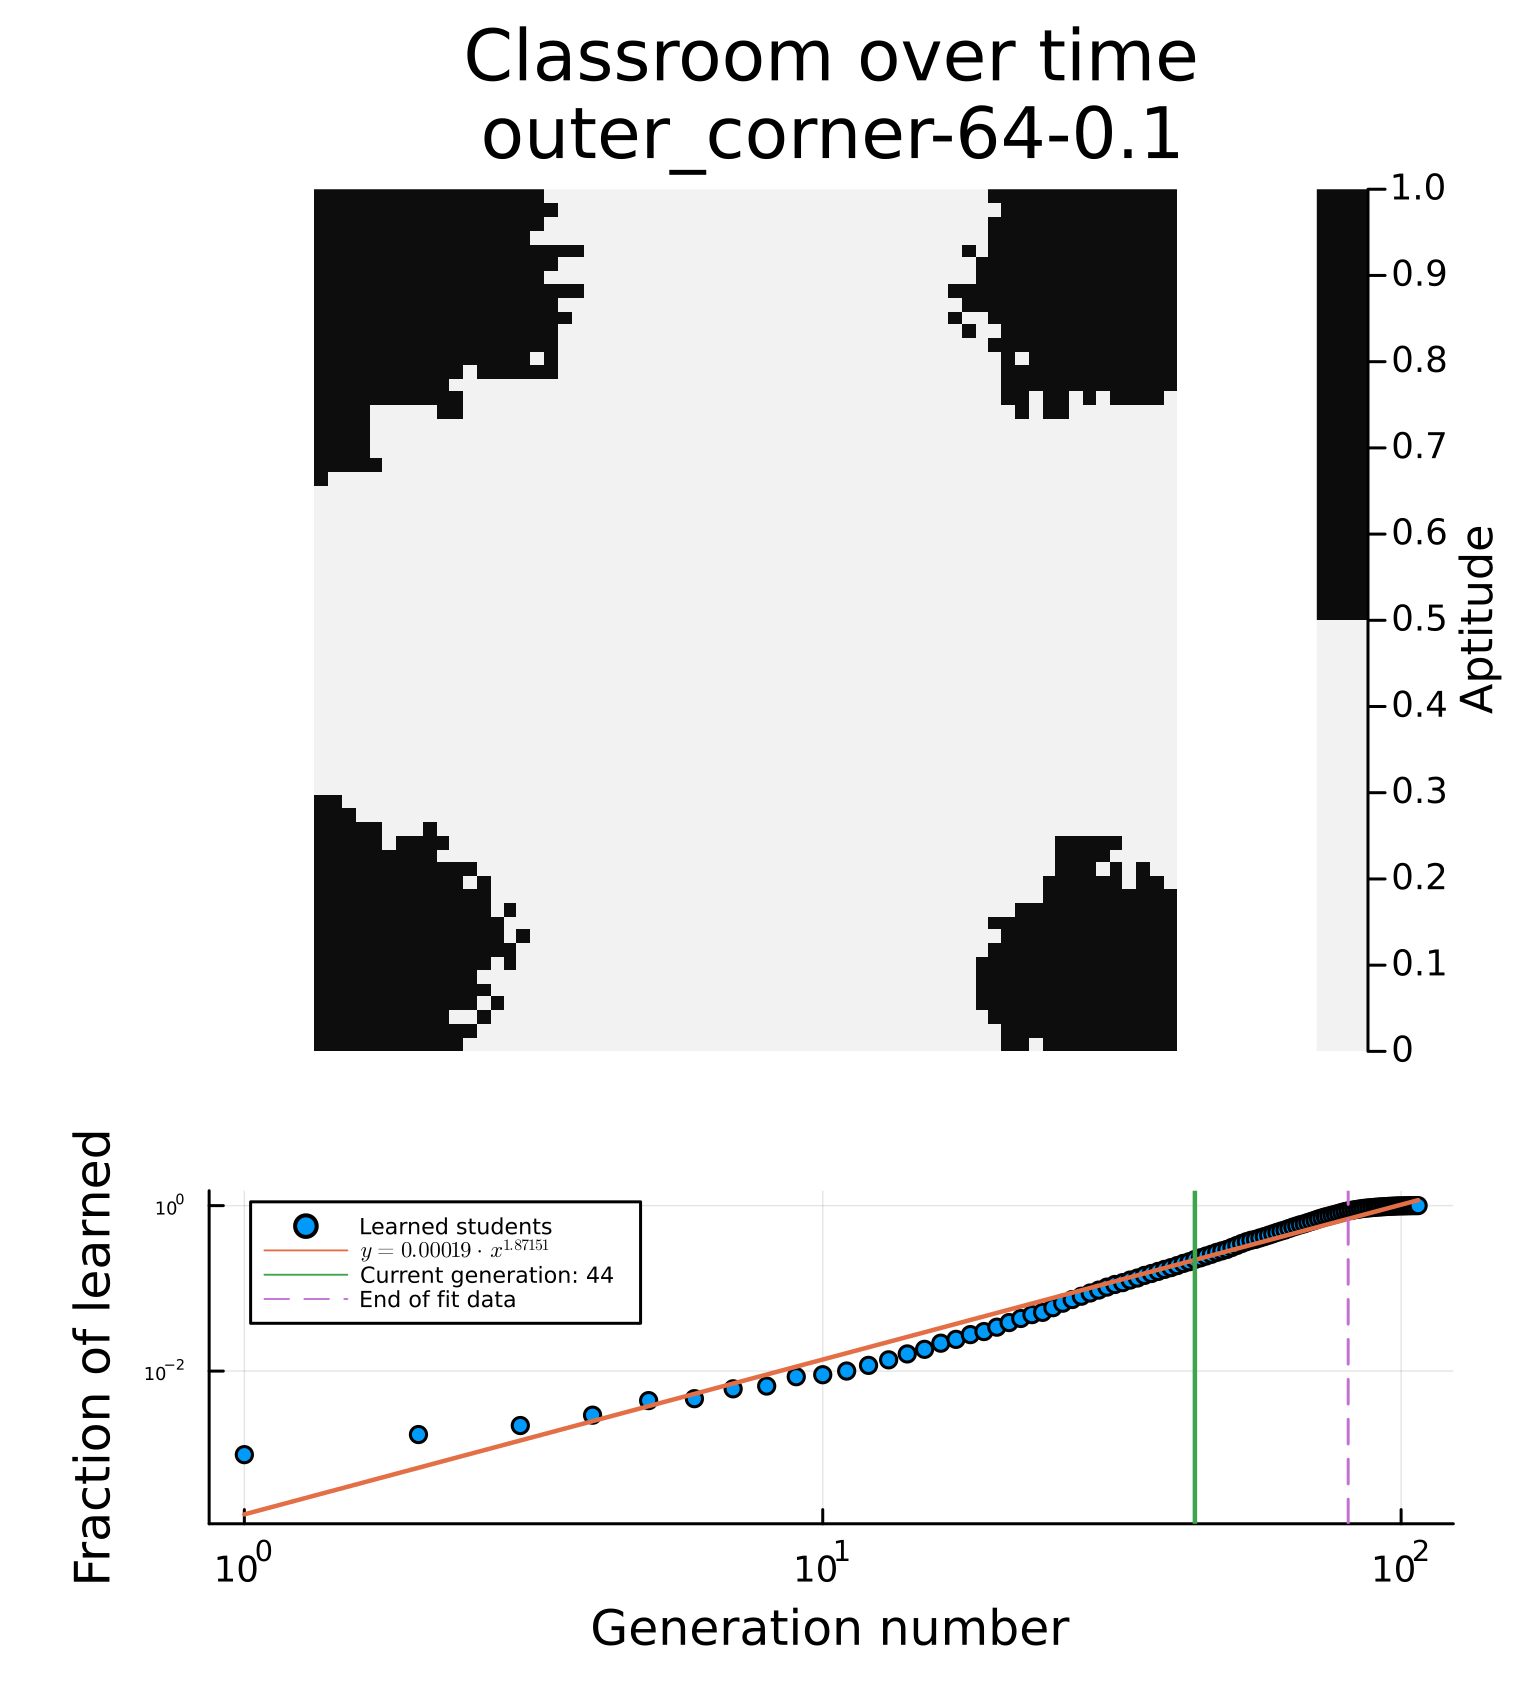 Classroom over time
outer_corner-64-0.1
1.0
0.9
0.8
0.7
0.6
0.5
0.4
0.3
0.2
0.1
0
Aptitude
Fraction of learned
10⁰
10⁻²
Learned students
y = 0.00019 · x^1.87151
Current generation: 44
End of fit data
10⁰
10¹
10²
Generation number